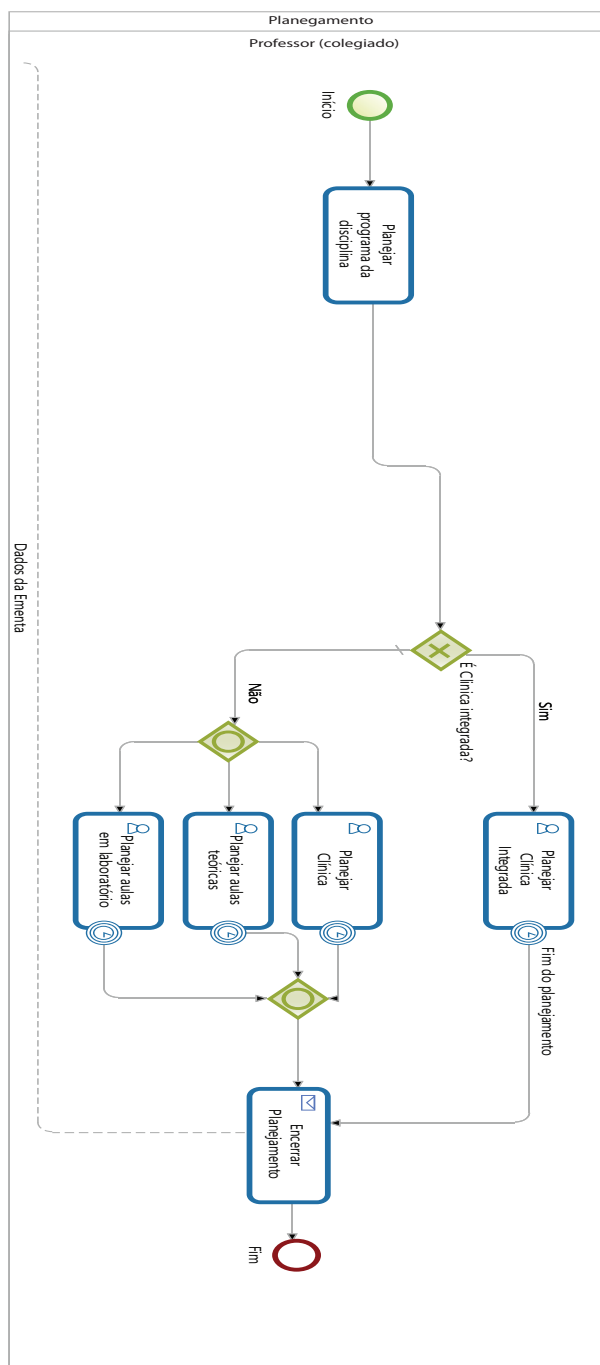 Planegamento
Professor (colegiado)
Início
Planejar
programa da
disciplina
É Clinica integrada?
Sim
Não
Planejar
Clínica
Integrada
Fim do planejamento
Planejar
Clínica
Planejar aulas
teóricas
Planejar aulas
em laboratório
Encerrar
Planejamento
Fim
Dados da Ementa